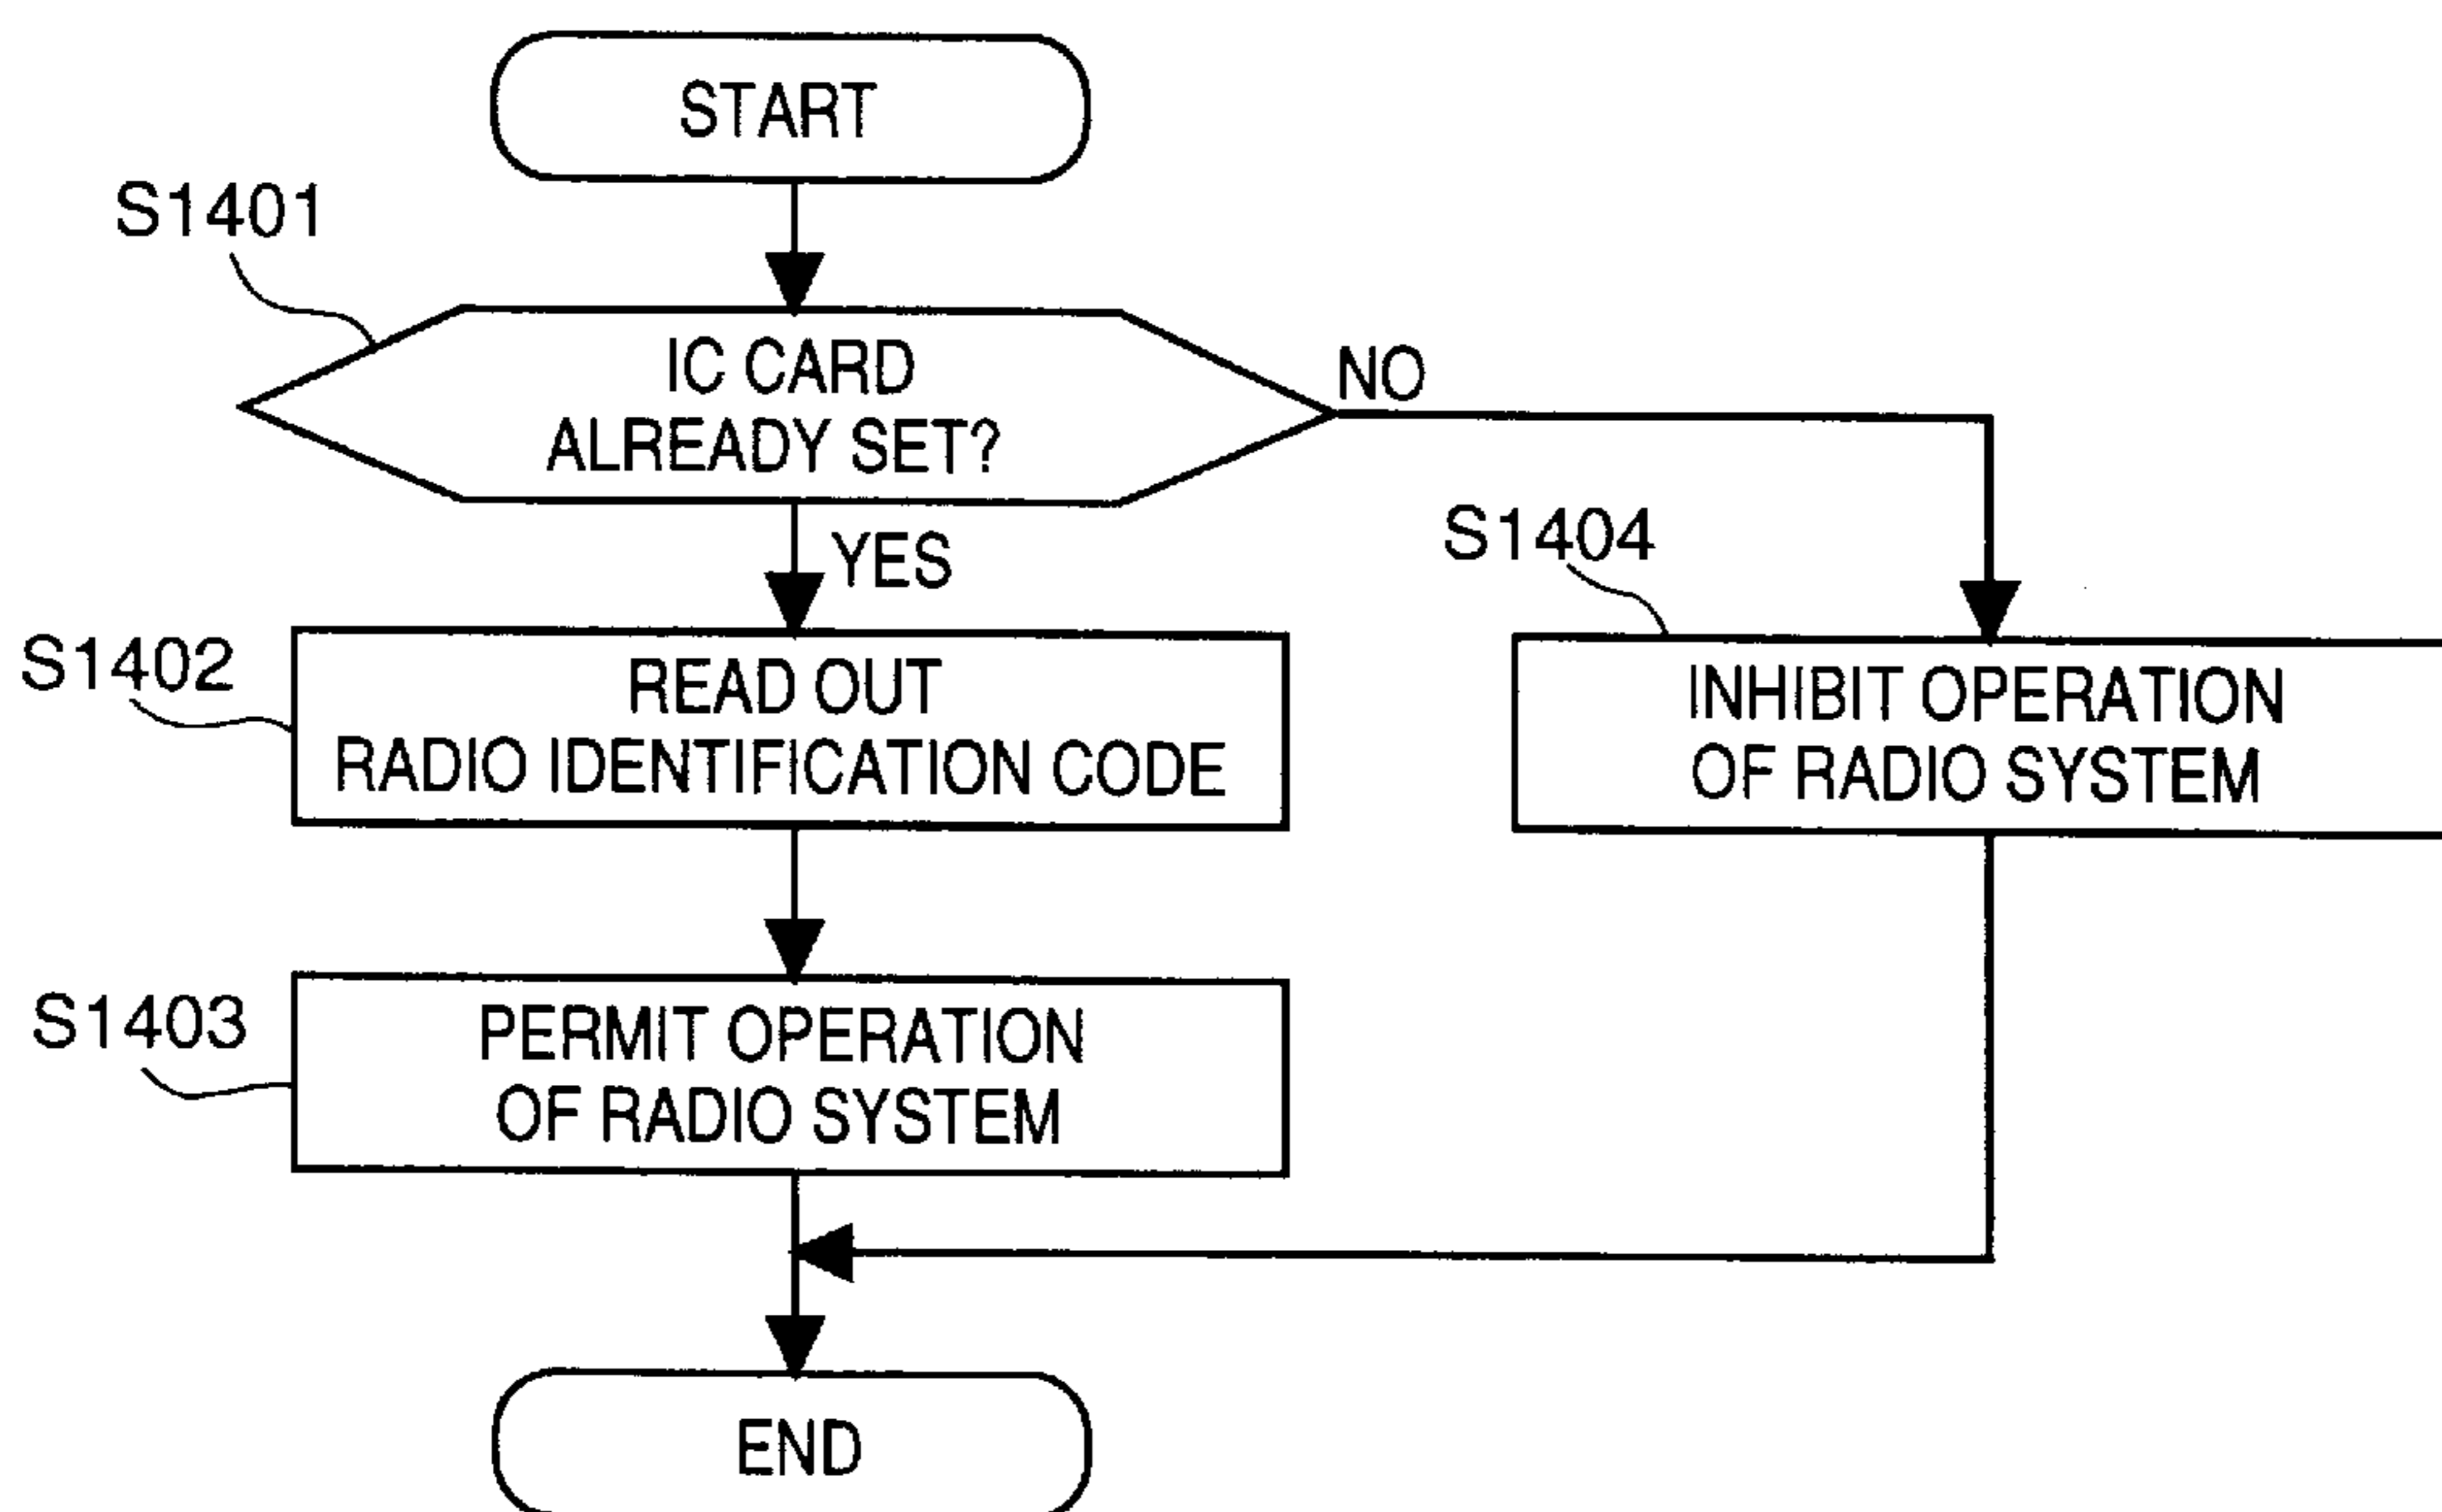 START
S1401
IC CARD
ALREADY SET?
NO
YES
S1404
S1402
READ OUT
RADIO IDENTIFICATION CODE
INHIBIT OPERATION
OF RADIO SYSTEM
S1403
PERMIT OPERATION
OF RADIO SYSTEM
END